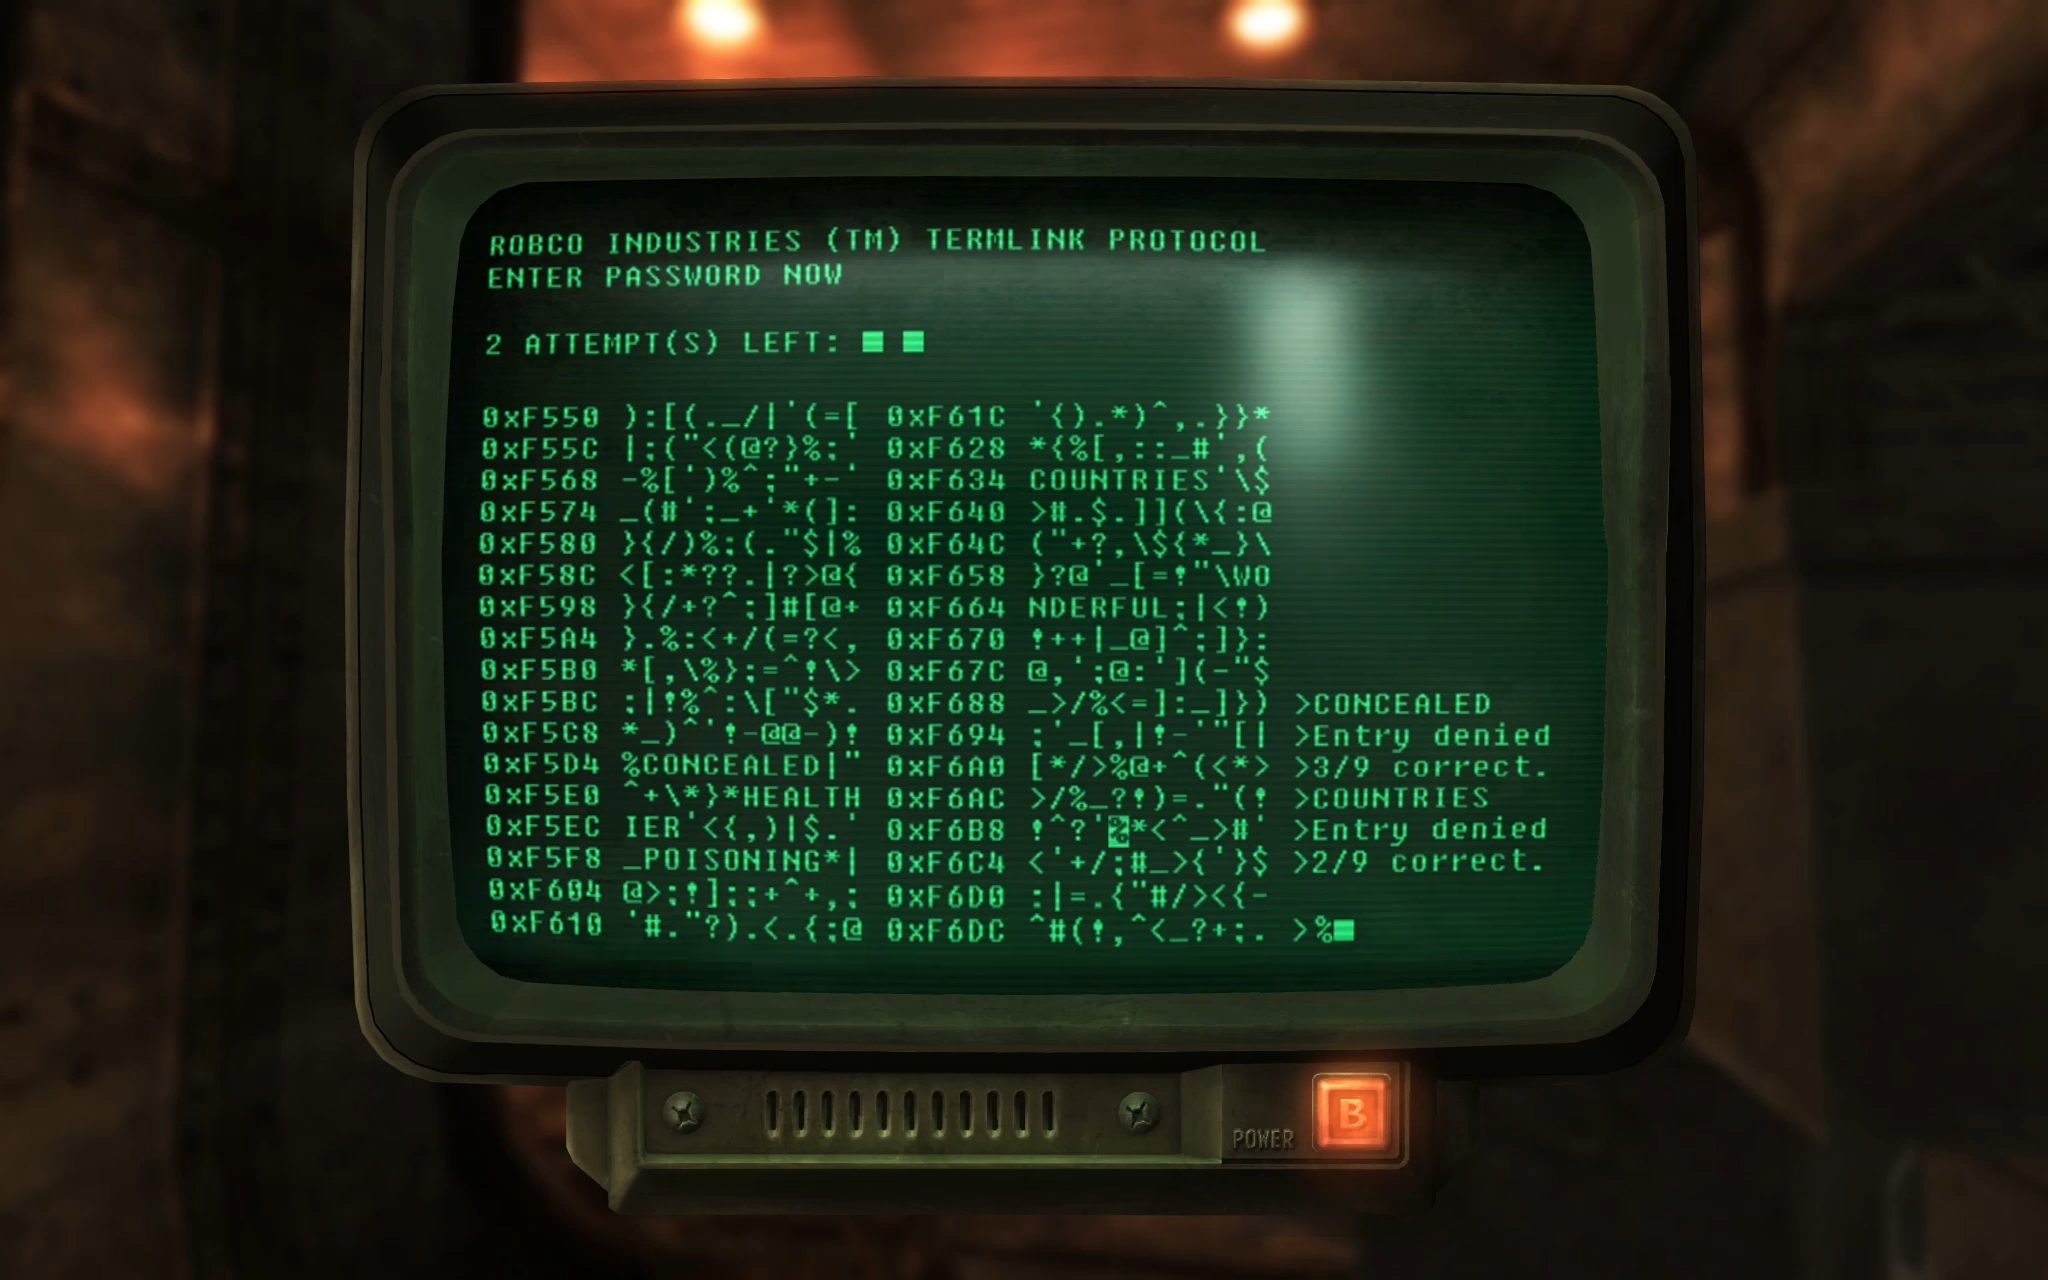 ROBCO INDUSTRIES (TM) TERMLINK PROTOCOL
ENTER PASSWORD NOW
2 ATTEMPT(S) LEFT: ■ ■
0xF550 ):[(._/|'(=[ 0xF61C '{).*)^,.}}*
0xF55C |;("<(@?}%;' 0xF628 *{%[,::_#',(
0xF568 -%[')%^;"+-' 0xF634 COUNTRIES'\$
0xF574 _(#';_+'*(]: 0xF640 >#.$.]](\{:@
0xF580 }{/)%;(."$|% 0xF64C ("+?,\${*_}\
0xF58C <[:*??.|?>@{ 0xF658 }?@'_[=!"\WO
0xF598 }{/+?^;]#[@+ 0xF664 NDERFUL;|<!)
0xF5A4 }.%:<+/(=?<, 0xF670 !++|_@]^;]}:
0xF5B0 *[,\%};=^!\> 0xF67C @,';@:'](-"$
0xF5BC ;|!%^:\["$*. 0xF688 _>/%<=]:_]}) >CONCEALED
0xF5C8 *_)^'!-@@-)! 0xF694 ;'_[,|!-'"[| >Entry denied
0xF5D4 %CONCEALED|" 0xF6A0 [*/>%@+^(<*> >3/9 correct.
0xF5E0 ^+\*}*HEALTH 0xF6AC >/%_?!)=."(! >COUNTRIES
0xF5EC IER'<{,)|$.' 0xF6B8 !^?'%*<^_>#' >Entry denied
0xF5F8 _POISONING*| 0xF6C4 <'+/;#_>{'}$ >2/9 correct.
0xF604 @>;!];;+^+,; 0xF6D0 :|=.{"#/><{-
0xF610 '#."?).<.{;@ 0xF6DC ^#(!,^<_?+;. >%■
POWER
B